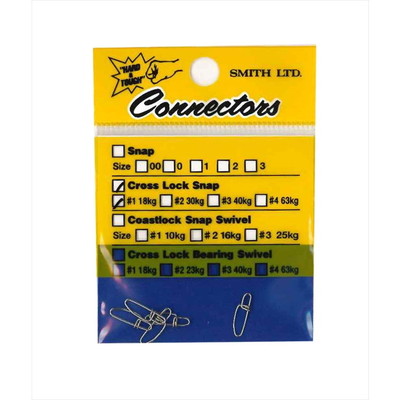 "HARD
&
TOUGH"
SMITH LTD.
Connectors
Snap
Size 00 0 1 2 3
Cross Lock Snap
#1 18kg #2 30kg #3 40kg #4 63kg
Coastlock Snap Swivel
Size #1 10kg #2 16kg #3 25kg
Cross Lock Bearing Swivel
#1 18kg #2 23kg #3 40kg #4 63kg